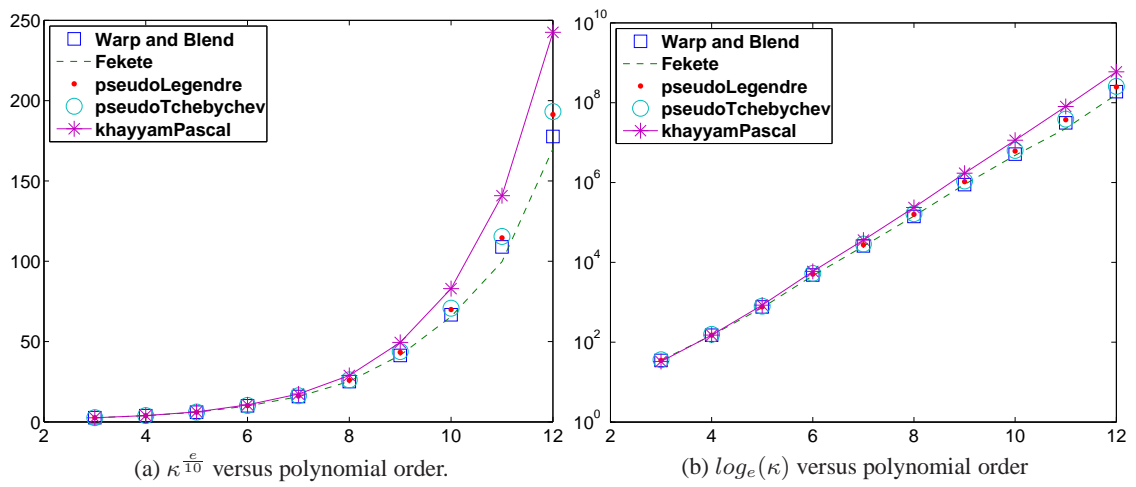 250
200
150
100
50
0
2
4
6
8
10
12
Warp and Blend
Fekete
pseudoLegendre
pseudoTchebychev
khayyamPascal
(a) κ^{\frac{e}{10}} versus polynomial order.
10^{10}
10^{8}
10^{6}
10^{4}
10^{2}
10^{0}
2
4
6
8
10
12
Warp and Blend
Fekete
pseudoLegendre
pseudoTchebychev
khayyamPascal
(b) log_e(κ) versus polynomial order